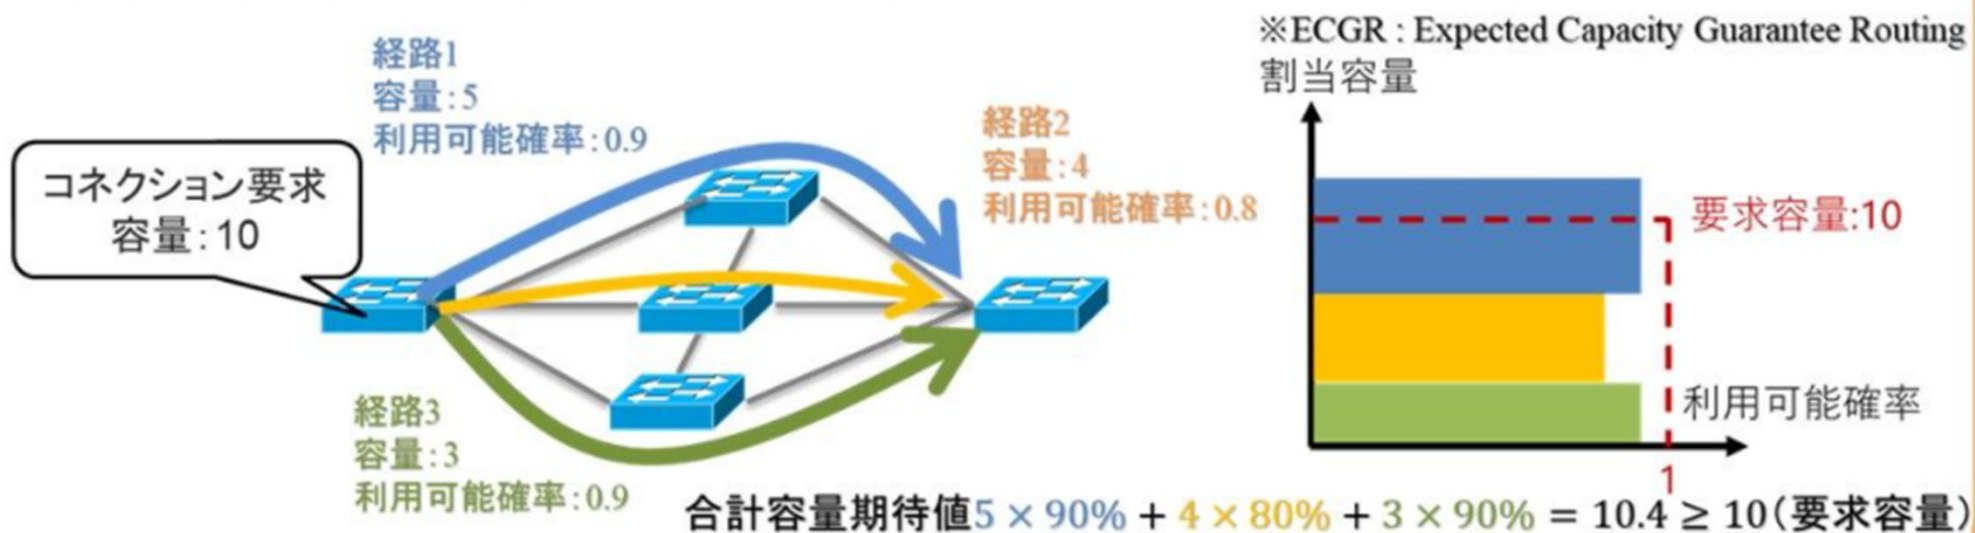 ※ECGR : Expected Capacity Guarantee Routing
経路1
容量:5
利用可能確率:0.9
経路2
容量:4
利用可能確率:0.8
コネクション要求
容量:10
経路3
容量:3
利用可能確率:0.9
割当容量
要求容量:10
利用可能確率
1
合計容量期待値5 × 90% + 4 × 80% + 3 × 90% = 10.4 ≥ 10(要求容量)